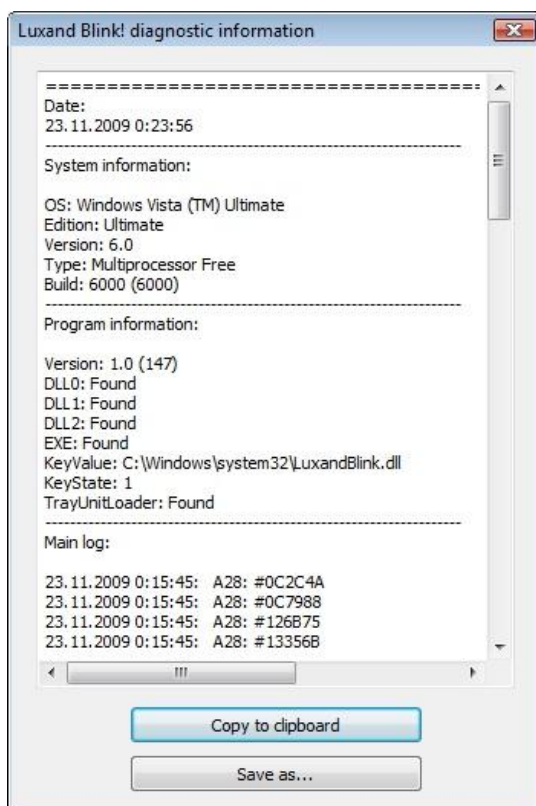 Luxand Blink! diagnostic information
=====================================
Date:
23.11.2009 0:23:56
--------------------------------------------------------------------
System information:
OS: Windows Vista (TM) Ultimate
Edition: Ultimate
Version: 6.0
Type: Multiprocessor Free
Build: 6000 (6000)
--------------------------------------------------------------------
Program information:
Version: 1.0 (147)
DLL0: Found
DLL1: Found
DLL2: Found
EXE: Found
KeyValue: C:\Windows\system32\LuxandBlink.dll
KeyState: 1
TrayUnitLoader: Found
--------------------------------------------------------------------
Main log:
23.11.2009 0:15:45:   A28: #0C2C4A
23.11.2009 0:15:45:   A28: #0C7988
23.11.2009 0:15:45:   A28: #126B75
23.11.2009 0:15:45:   A28: #13356B
Copy to clipboard
Save as...